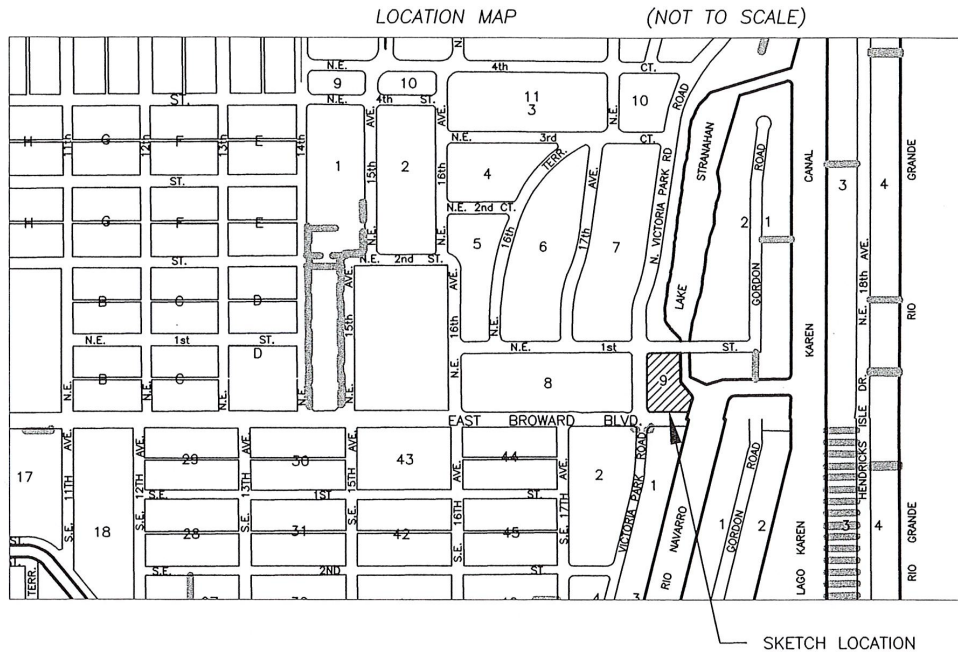 LOCATION MAP
(NOT TO SCALE)
N.E. 4th CT.
N.
9
10
11
3
10
ST.
N.E. 4th ST.
N.E.
ROAD
H
11th
G
12th
F
13th
E
14th
1
15th AVE.
2
16th AVE.
N.E. 3rd CT.
4
TERR.
AVE.
N. VICTORIA PARK RD
STRANAHAN
ROAD
CANAL
3
4
GRANDE
ST.
H
G
F
E
N.E.
N.E.
N.E. 2nd CT.
5
16th
6
17th
7
2
1
N.E. 18th AVE.
ST.
N.E. 2nd ST.
B
C
D
15th AVE.
16th AVE.
N.E.
LAKE
GORDON
KAREN
RIO
N.E. 1st ST.
D
N.E. 1st ST.
B
C
N.E.
N.E.
N.E.
N.E.
N.E.
8
9
HENDRICKS ISLE DR.
EAST BROWARD BLVD.
17
S.E. 11TH AVE.
18
S.E. 12TH AVE.
29
S.E. 13TH AVE.
30
S.E. 15TH AVE.
43
S.E. 16TH AVE.
44
S.E. 17TH AVE.
2
VICTORIA PARK ROAD
1
S.E. 1ST ST.
28
31
42
45
RIO NAVARRO
1
GORDON ROAD
2
LAGO KAREN
3
4
RIO GRANDE
ST.
ST.
TERR.
S.E. 2ND ST.
4
3
SKETCH LOCATION